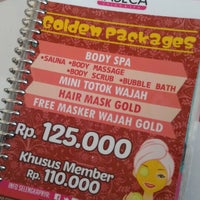 Golden Packages
BODY SPA
*SAUNA *BODY MASSAGE
*BODY SCRUB *BUBBLE BATH
MINI TOTOK WAJAH
HAIR MASK GOLD
FREE MASKER WAJAH GOLD
Rp. 125.000
Khusus Member
Rp. 110.000